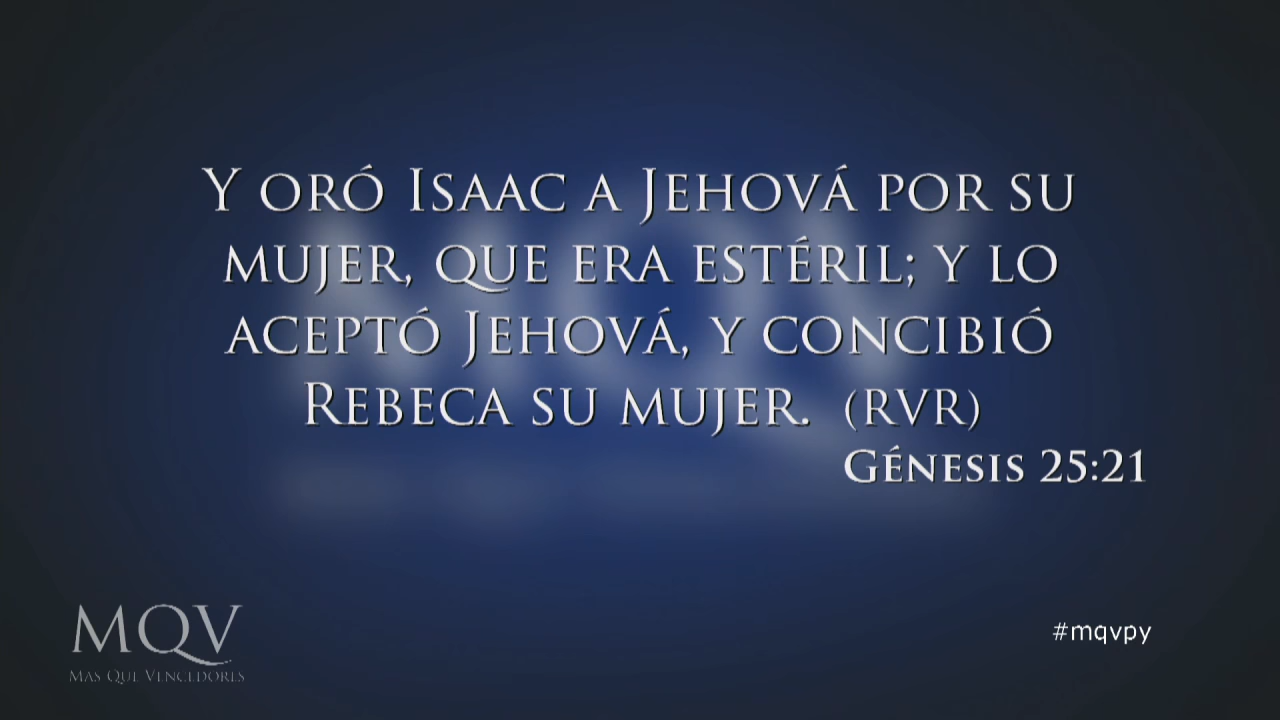 Y oró Isaac a Jehová por su
mujer, que era estéril; y lo
aceptó Jehová, y concibió
Rebeca su mujer. (RVR)
Génesis 25:21
MQV
Mas Que Vencedores
#mqvpy